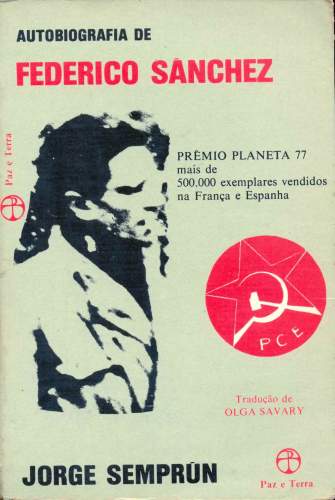 AUTOBIOGRAFIA DE
FEDERICO SÂNCHEZ
PRÊMIO PLANETA 77
mais de
500.000 exemplares vendidos
na França e Espanha
Paz e Terra
PCE
Tradução de
OLGA SAVARY
JORGE SEMPRÚN
Paz e Terra